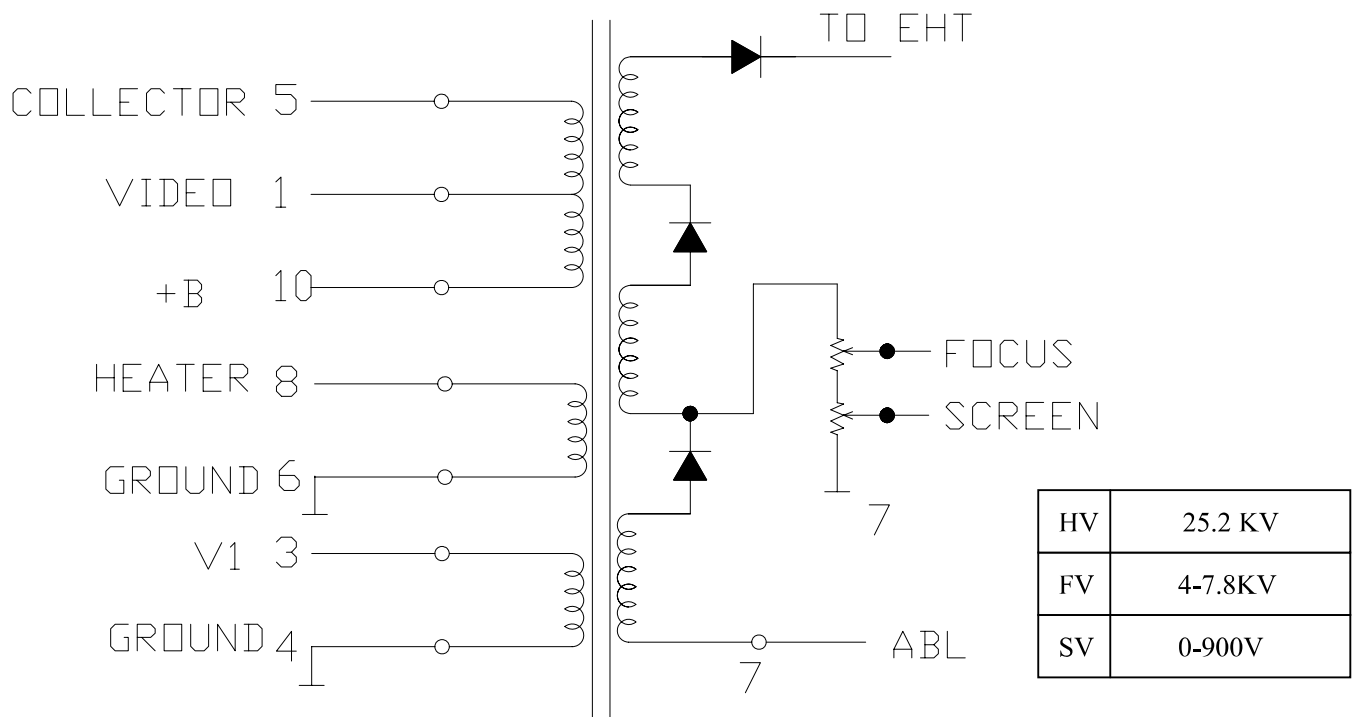 TO EHT
COLLECTOR 5
VIDEO 1
+B 10
HEATER 8
GROUND 6
V1 3
GROUND 4
FOCUS
SCREEN
7
7
ABL
HV 25.2 KV
FV 4-7.8KV
SV 0-900V